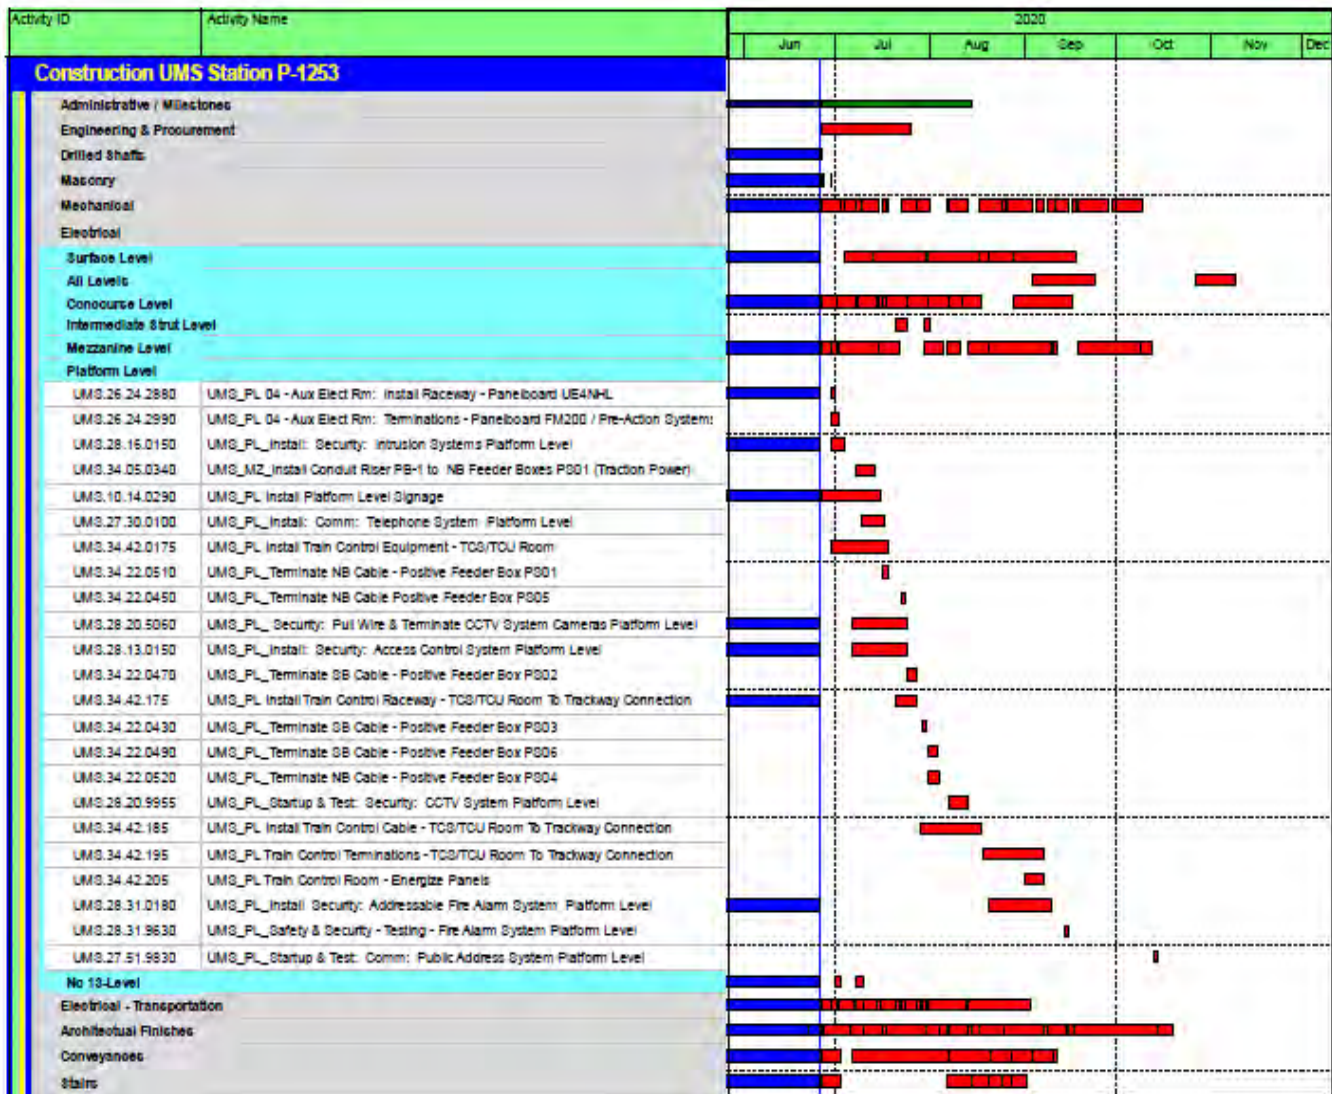 Activity ID Activity Name 2020
Jun Jul Aug Sep Oct Nov Dec
Construction UMS Station P-1253
Administrative / Milestones
Engineering & Procurement
Drilled Shafts
Masonry
Mechanical
Electrical
Surface Level
All Levels
Concourse Level
Intermediate Strut Level
Mezzanine Level
Platform Level
UMS.26.24.2880 UMS_PL 04 - Aux Elect Rm: Install Raceway - Panelboard UE4NHL
UMS.26.24.2990 UMS_PL 04 - Aux Elect Rm: Terminations - Panelboard FM200 / Pre-Action Systems
UMS.28.16.0150 UMS_PL_Install: Security: Intrusion Systems Platform Level
UMS.34.05.0340 UMS_MZ_Install Conduit Riser PB-1 to NB Feeder Boxes PS01 (Traction Power)
UMS.10.14.0290 UMS_PL Install Platform Level Signage
UMS.27.30.0100 UMS_PL_Install: Comm: Telephone System Platform Level
UMS.34.42.0175 UMS_PL Install Train Control Equipment - TCS/TCU Room
UMS.34.22.0510 UMS_PL_Terminate NB Cable - Positive Feeder Box PS01
UMS.34.22.0450 UMS_PL_Terminate NB Cable Positive Feeder Box PS05
UMS.28.20.5060 UMS_PL_ Security: Pull Wire & Terminate CCTV System Cameras Platform Level
UMS.28.13.0150 UMS_PL_Install: Security: Access Control System Platform Level
UMS.34.22.0470 UMS_PL_Terminate SB Cable - Positive Feeder Box PS02
UMS.34.42.175 UMS_PL Install Train Control Raceway - TCS/TCU Room To Trackway Connection
UMS.34.22.0430 UMS_PL_Terminate SB Cable - Positive Feeder Box PS03
UMS.34.22.0490 UMS_PL_Terminate SB Cable - Positive Feeder Box PS06
UMS.34.22.0520 UMS_PL_Terminate NB Cable - Positive Feeder Box PS04
UMS.28.20.9955 UMS_PL_Startup & Test: Security: CCTV System Platform Level
UMS.34.42.185 UMS_PL Install Train Control Cable - TCS/TCU Room To Trackway Connection
UMS.34.42.195 UMS_PL Train Control Terminations - TCS/TCU Room To Trackway Connection
UMS.34.42.205 UMS_PL Train Control Room - Energize Panels
UMS.28.31.0180 UMS_PL_Install Security: Addressable Fire Alarm System Platform Level
UMS.28.31.9630 UMS_PL_Safety & Security - Testing - Fire Alarm System Platform Level
UMS.27.51.9830 UMS_PL_Startup & Test: Comm: Public Address System Platform Level
No 13-Level
Electrical - Transportation
Architectual Finishes
Conveyances
Stairs